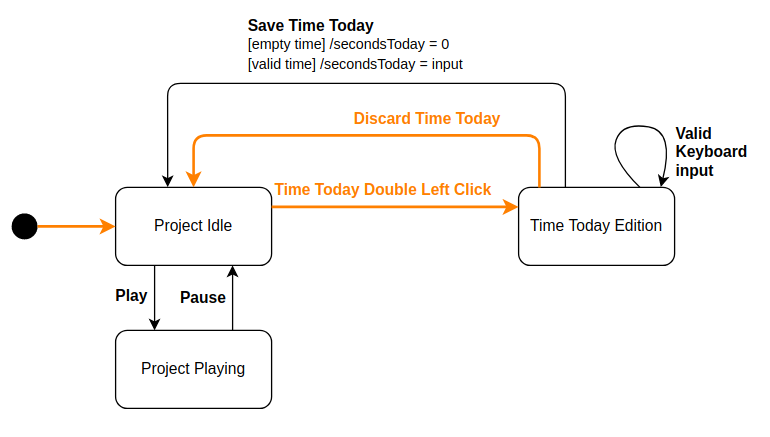 Save Time Today
[empty time] /secondsToday = 0
[valid time] /secondsToday = input
Discard Time Today
Valid
Keyboard
input
Time Today Double Left Click
Project Idle
Time Today Edition
Play
Pause
Project Playing